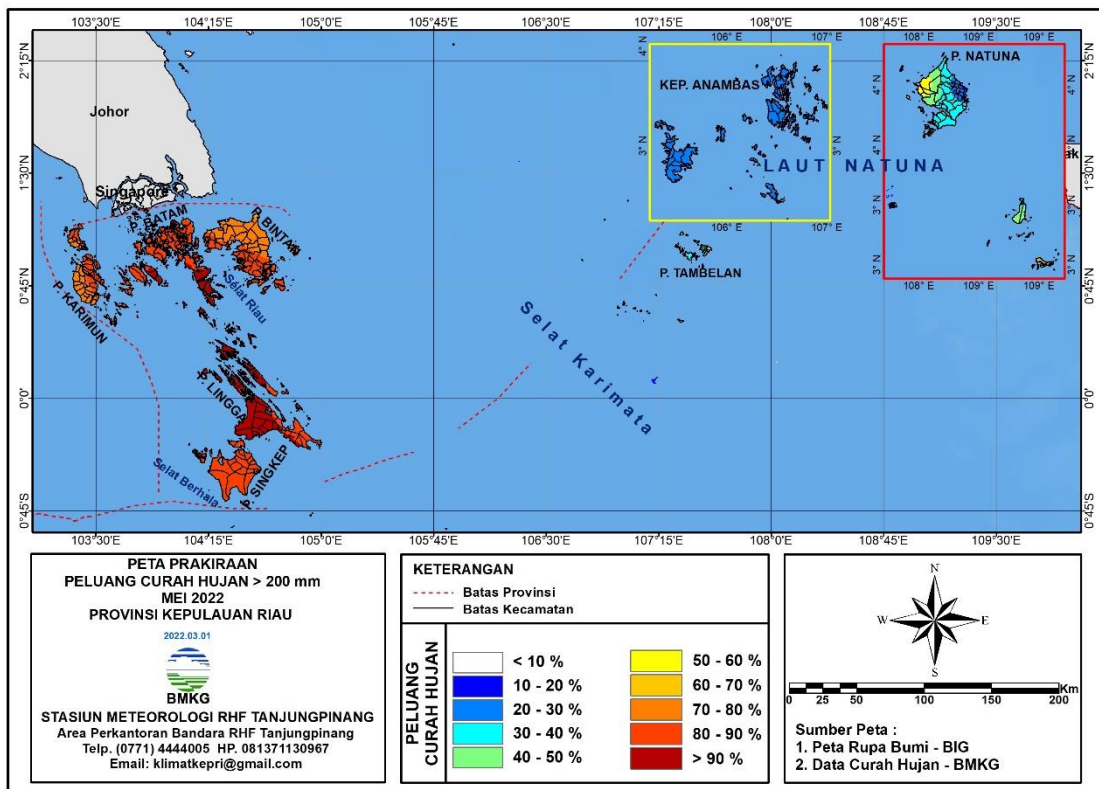 103°30'E 104°15'E 105°0'E 105°45'E 106°30'E 107°15'E 108°0'E 108°45'E 109°30'E
2°15'N
1°30'N
0°45'N
0°0'
0°45'S
106° E 107° E
4° N
3° N
KEP. ANAMBAS
3° N
106° E 107° E
108° E 109° E 109° E
P. NATUNA
4° N 4° N
4° N 4° N
3° N 3° N
3° N 3° N
108° E 109° E 109° E
Johor
Singapore
LAUT NATUNA
ak
P. BATAM
P. BINTAN
P. KARIMUN
Selat Riau
P. TAMBELAN
Selat Karimata
P. LINGGA
P. SINGKEP
Selat Berhala
2°15'N
1°30'N
0°45'N
0°0'
0°45'S
103°30'E 104°15'E 105°0'E 105°45'E 106°30'E 107°15'E 108°0'E 108°45'E 109°30'E
PETA PRAKIRAAN
PELUANG CURAH HUJAN > 200 mm
MEI 2022
PROVINSI KEPULAUAN RIAU
2022.03.01
BMKG
STASIUN METEOROLOGI RHF TANJUNGPINANG
Area Perkantoran Bandara RHF Tanjungpinang
Telp. (0771) 4444005 HP. 081371130967
Email: klimatkepri@gmail.com
KETERANGAN
Batas Provinsi
Batas Kecamatan
PELUANG
CURAH HUJAN
< 10 %
10 - 20 %
20 - 30 %
30 - 40 %
40 - 50 %
50 - 60 %
60 - 70 %
70 - 80 %
80 - 90 %
> 90 %
N
W E
S
0 25 50 100 150 200 Km
Sumber Peta :
1. Peta Rupa Bumi - BIG
2. Data Curah Hujan - BMKG